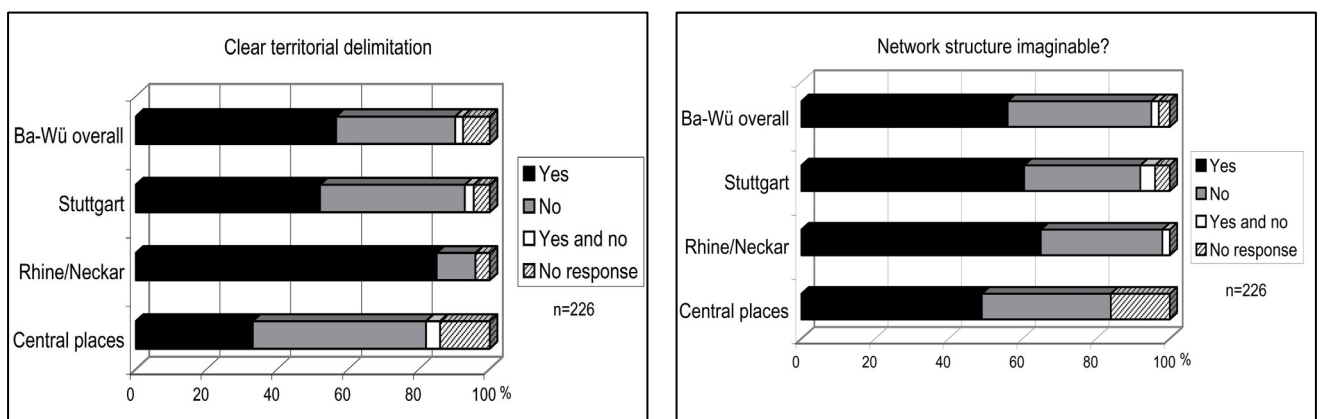 Clear territorial delimitation
Ba-Wü overall
Stuttgart
Rhine/Neckar
Central places
0 20 40 60 80 100 %
Yes
No
Yes and no
No response
n=226
Network structure imaginable?
Ba-Wü overall
Stuttgart
Rhine/Neckar
Central places
0 20 40 60 80 100 %
Yes
No
Yes and no
No response
n=226